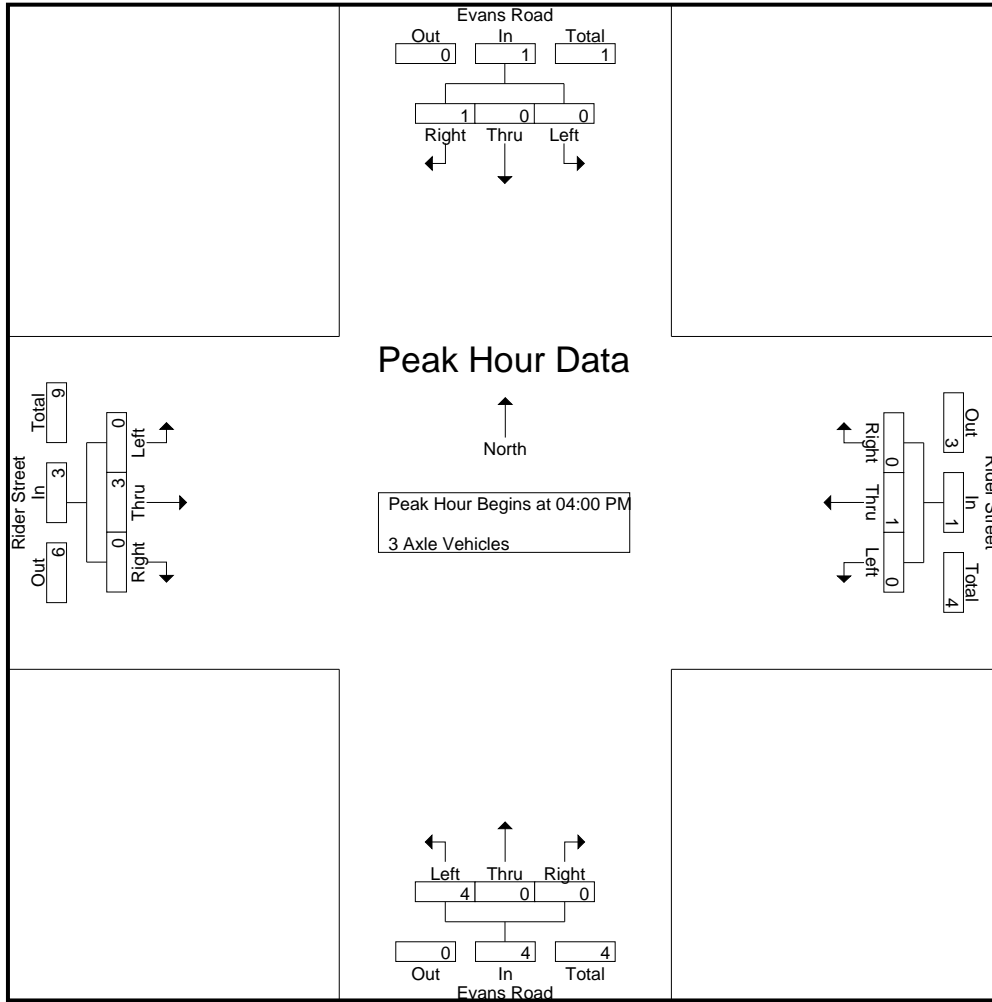 Evans Road
Out In Total
0 1 1
1 0 0
Right Thru Left
Peak Hour Data
North
Peak Hour Begins at 04:00 PM
3 Axle Vehicles
Rider Street
Out In Total
6 3 9
Right Thru Left
0 3 0
Rider Street
Out In Total
3 1 4
Right Thru Left
0 1 0
Left Thru Right
4 0 0
0 4 4
Out In Total
Evans Road